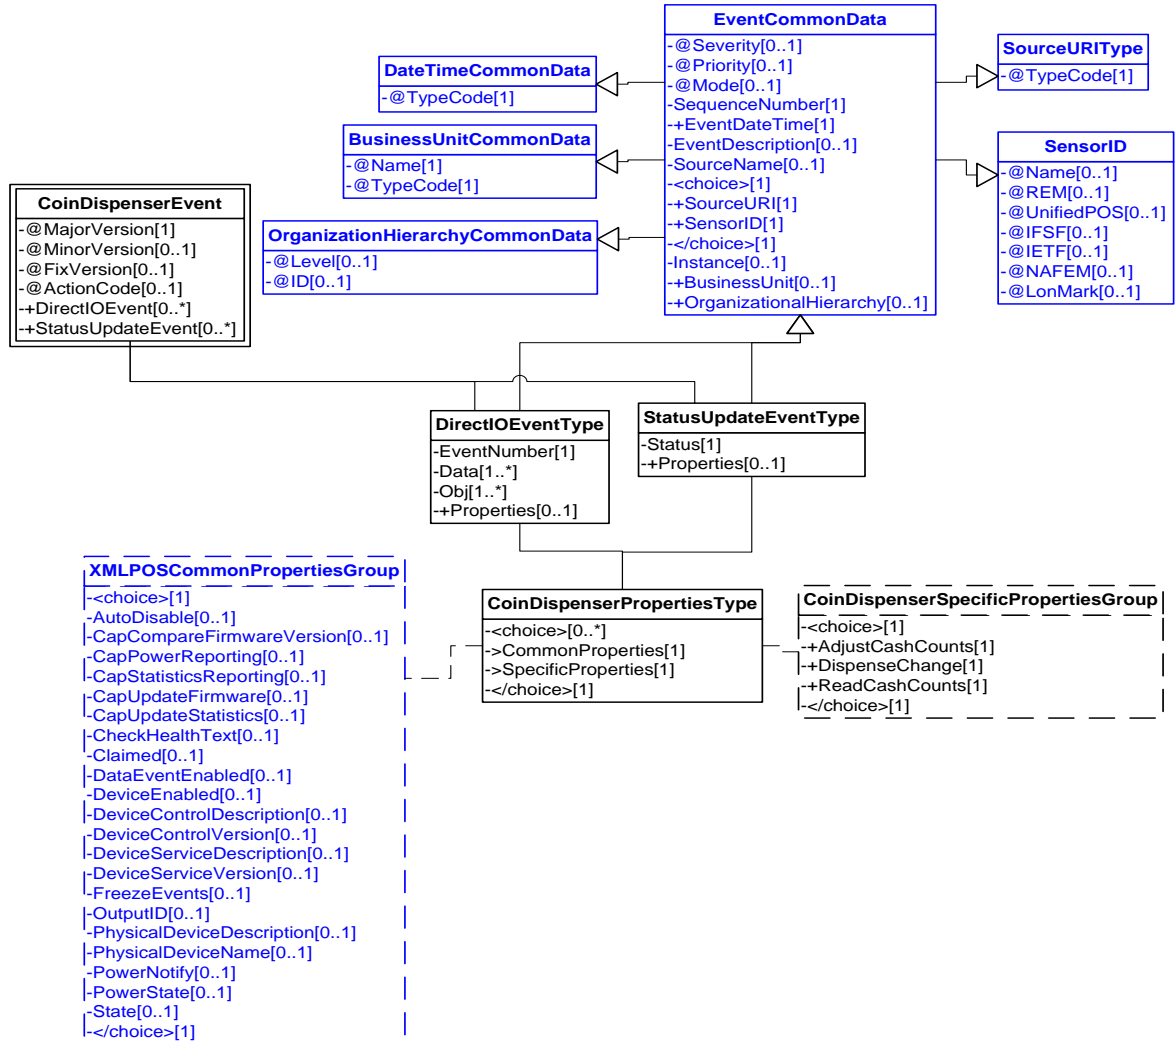 EventCommonData
-@Severity[0..1]
-@Priority[0..1]
-@Mode[0..1]
-SequenceNumber[1]
-+EventDateTime[1]
-EventDescription[0..1]
-SourceName[0..1]
-<choice>[1]
-+SourceURI[1]
-+SensorID[1]
-</choice>[1]
-Instance[0..1]
-+BusinessUnit[0..1]
-+OrganizationalHierarchy[0..1]
SourceURIType
-@TypeCode[1]
DateTimeCommonData
-@TypeCode[1]
BusinessUnitCommonData
-@Name[1]
-@TypeCode[1]
SensorID
-@Name[0..1]
-@REM[0..1]
-@UnifiedPOS[0..1]
-@IFSF[0..1]
-@IETF[0..1]
-@NAFEM[0..1]
-@LonMark[0..1]
CoinDispenserEvent
-@MajorVersion[1]
-@MinorVersion[0..1]
-@FixVersion[0..1]
-@ActionCode[0..1]
-+DirectIOEvent[0..*]
-+StatusUpdateEvent[0..*]
OrganizationHierarchyCommonData
-@Level[0..1]
-@ID[0..1]
DirectIOEventType
-EventNumber[1]
-Data[1..*]
-Obj[1..*]
-+Properties[0..1]
StatusUpdateEventType
-Status[1]
-+Properties[0..1]
XMLPOSCommonPropertiesGroup
-<choice>[1]
-AutoDisable[0..1]
-CapCompareFirmwareVersion[0..1]
-CapPowerReporting[0..1]
-CapStatisticsReporting[0..1]
-CapUpdateFirmware[0..1]
-CapUpdateStatistics[0..1]
-CheckHealthText[0..1]
-Claimed[0..1]
-DataEventEnabled[0..1]
-DeviceEnabled[0..1]
-DeviceControlDescription[0..1]
-DeviceControlVersion[0..1]
-DeviceServiceDescription[0..1]
-DeviceServiceVersion[0..1]
-FreezeEvents[0..1]
-OutputID[0..1]
-PhysicalDeviceDescription[0..1]
-PhysicalDeviceName[0..1]
-PowerNotify[0..1]
-PowerState[0..1]
-State[0..1]
-</choice>[1]
CoinDispenserPropertiesType
-<choice>[0..*]
->CommonProperties[1]
->SpecificProperties[1]
-</choice>[1]
CoinDispenserSpecificPropertiesGroup
-<choice>[1]
-+AdjustCashCounts[1]
-+DispenseChange[1]
-+ReadCashCounts[1]
-</choice>[1]